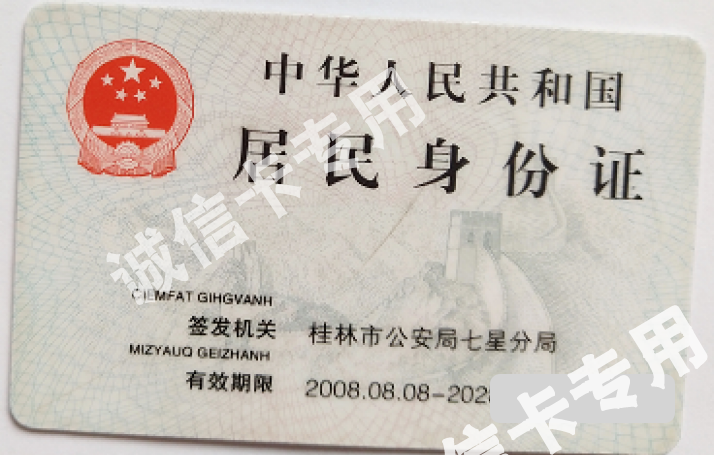 中华人民共和国
居民身份证
诚信卡专用
CIEMFAT GIHGVANH
签发机关 桂林市公安局七星分局
MIZYAUQ GEIZHANH
有效期限 2008.08.08-202
信卡专用